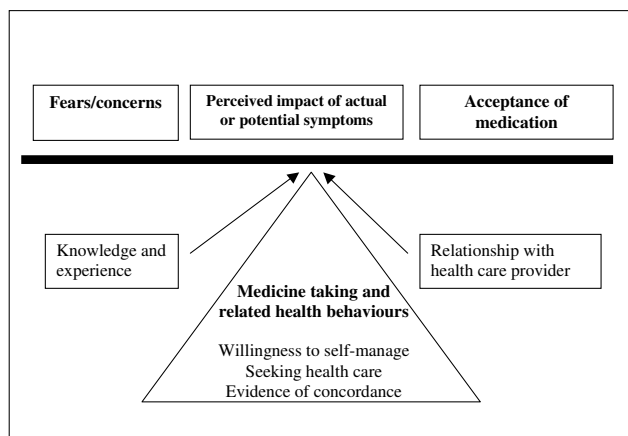 Fears/concerns
Perceived impact of actual
or potential symptoms
Acceptance of
medication
Knowledge and
experience
Relationship with
health care provider
Medicine taking and
related health behaviours
Willingness to self-manage
Seeking health care
Evidence of concordance